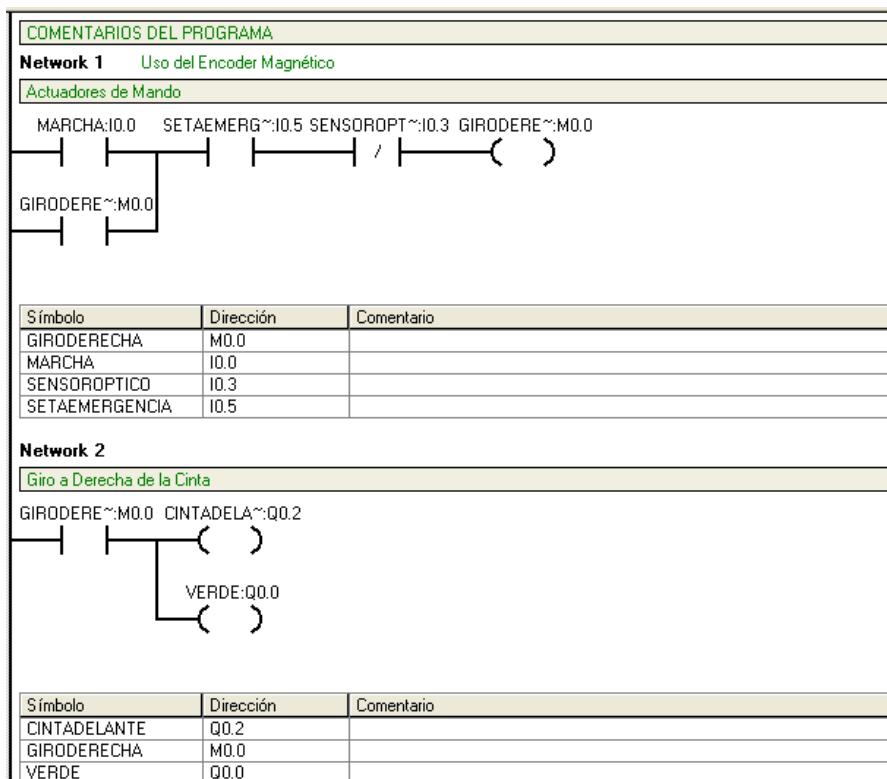 COMENTARIOS DEL PROGRAMA
Network 1 Uso del Encoder Magnético
Actuadores de Mando
MARCHA:I0.0 SETAEMERG~:I0.5 SENSOROPT~:I0.3 GIRODERE~:M0.0
/
GIRODERE~:M0.0
Símbolo Dirección Comentario
GIRODERECHA M0.0
MARCHA I0.0
SENSOROPTICO I0.3
SETAEMERGENCIA I0.5
Network 2
Giro a Derecha de la Cinta
GIRODERE~:M0.0 CINTADELA~:Q0.2
VERDE:Q0.0
Símbolo Dirección Comentario
CINTADELANTE Q0.2
GIRODERECHA M0.0
VERDE Q0.0